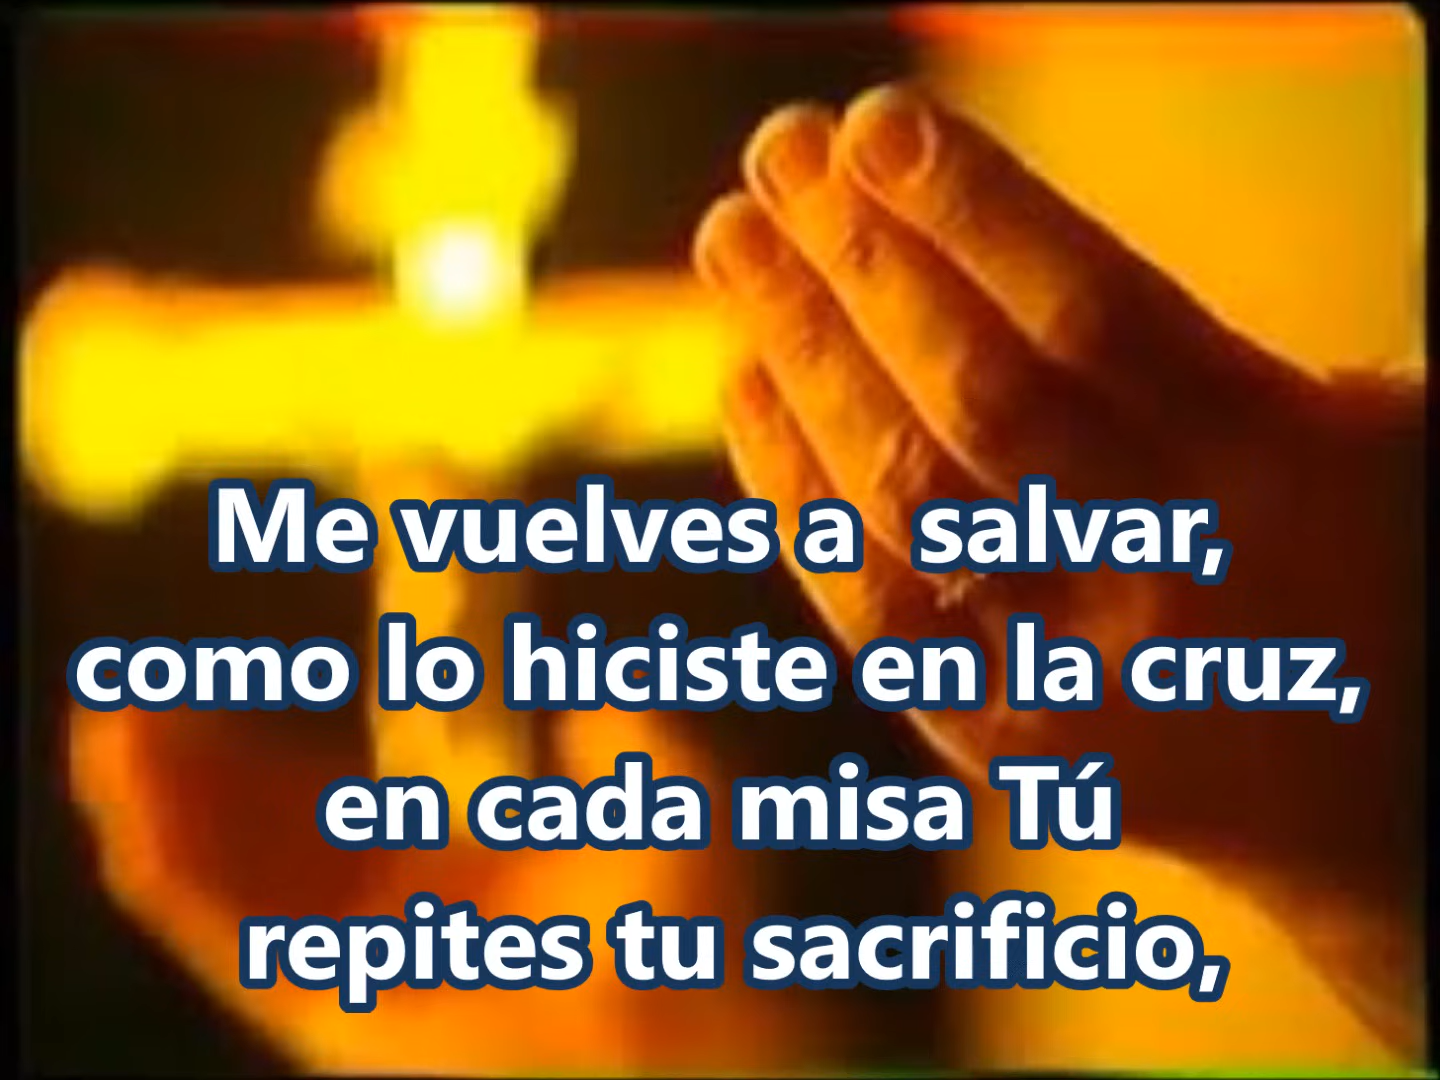 Me vuelves a  salvar,
como lo hiciste en la cruz,
en cada misa Tú
repites tu sacrificio,